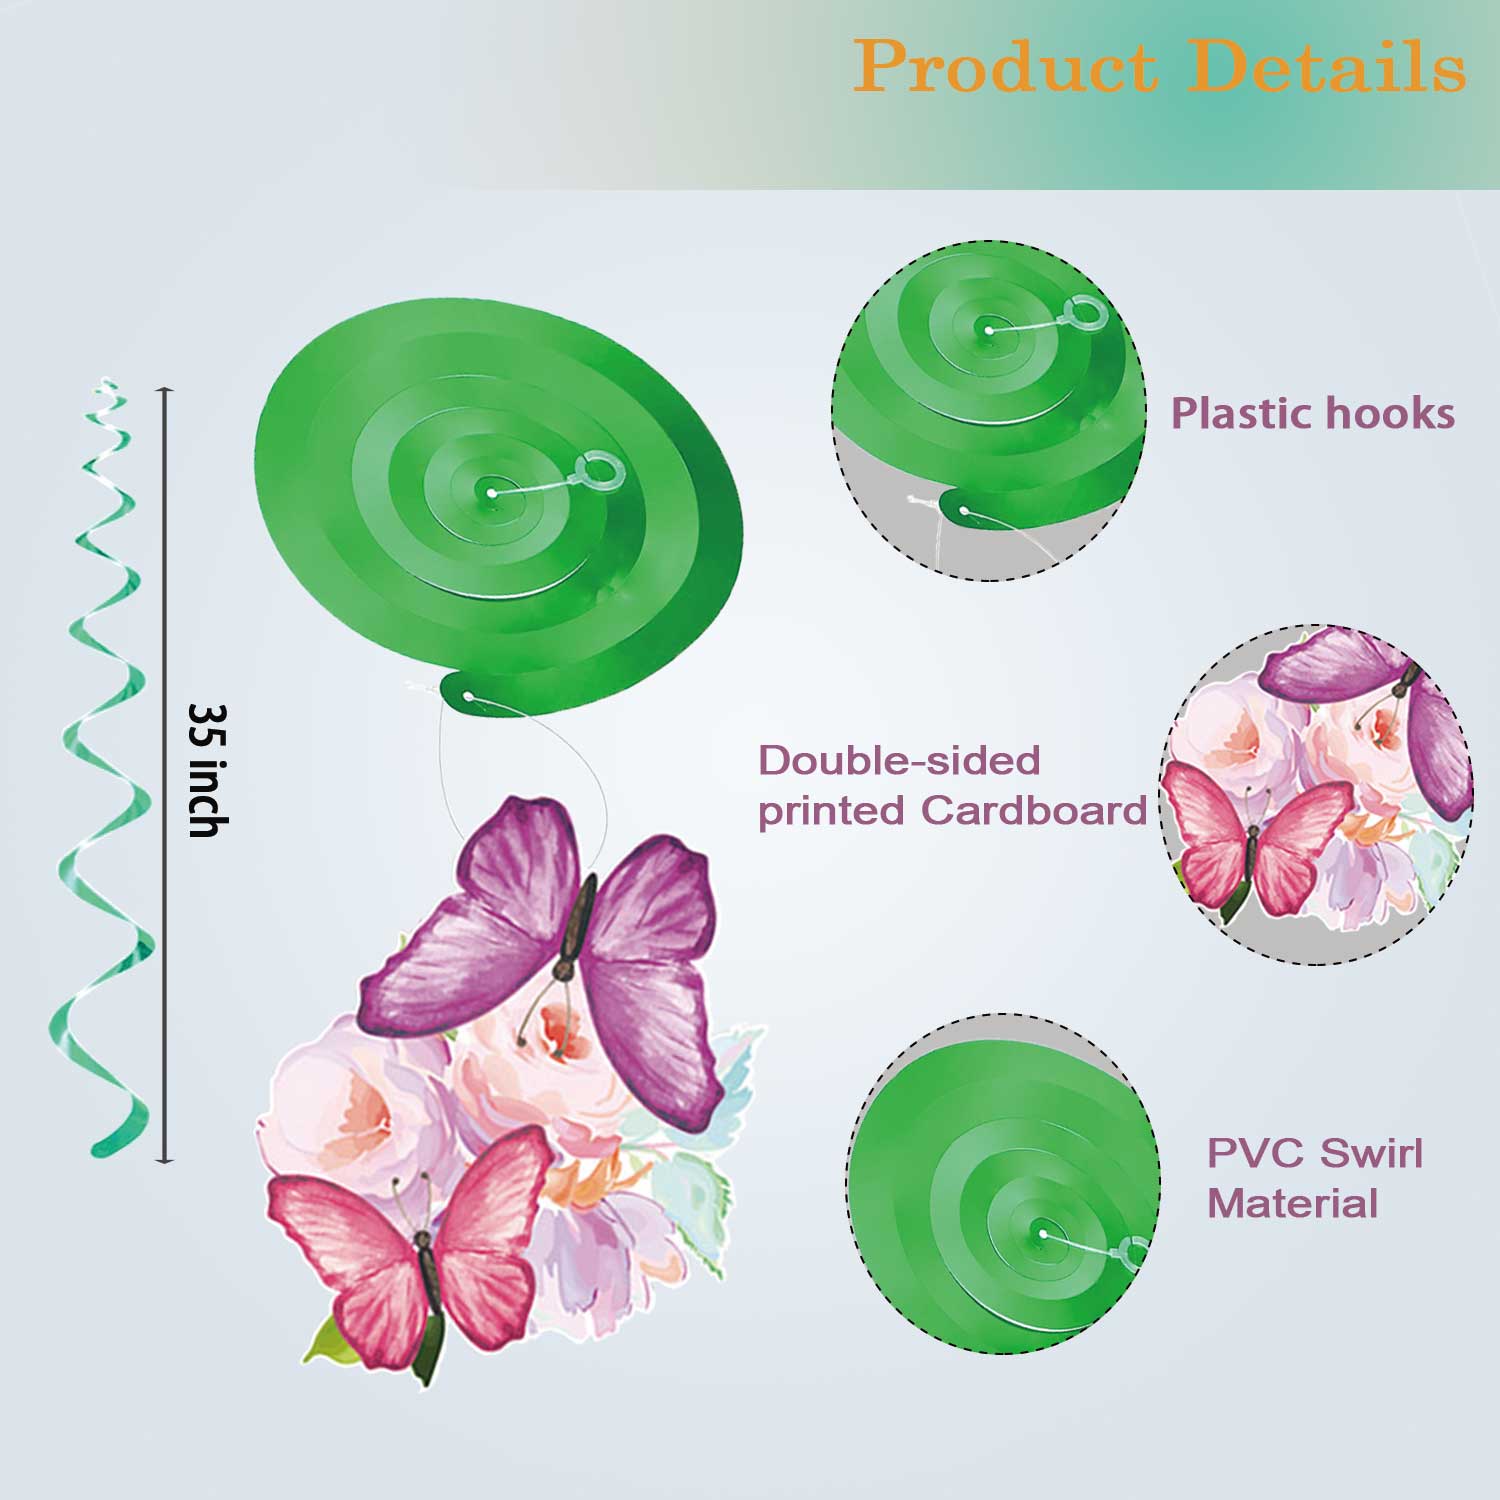 Product Details
Plastic hooks
35 inch
Double-sided
printed Cardboard
PVC Swirl
Material